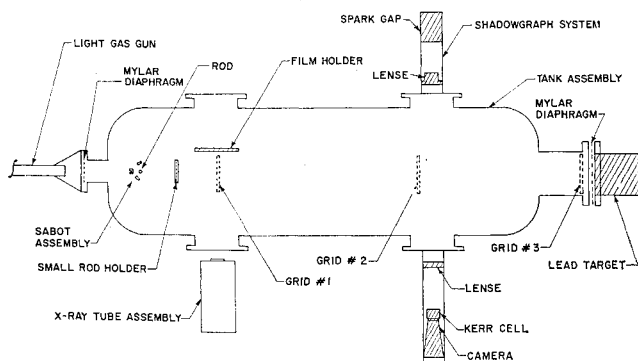 SPARK GAP
SHADOWGRAPH SYSTEM
LIGHT GAS GUN
MYLAR
DIAPHRAGM
ROD
FILM HOLDER
LENSE
TANK ASSEMBLY
MYLAR
DIAPHRAGM
SABOT
ASSEMBLY
SMALL ROD HOLDER
GRID #1
GRID #2
GRID #3
LEAD TARGET
X-RAY TUBE ASSEMBLY
LENSE
KERR CELL
CAMERA